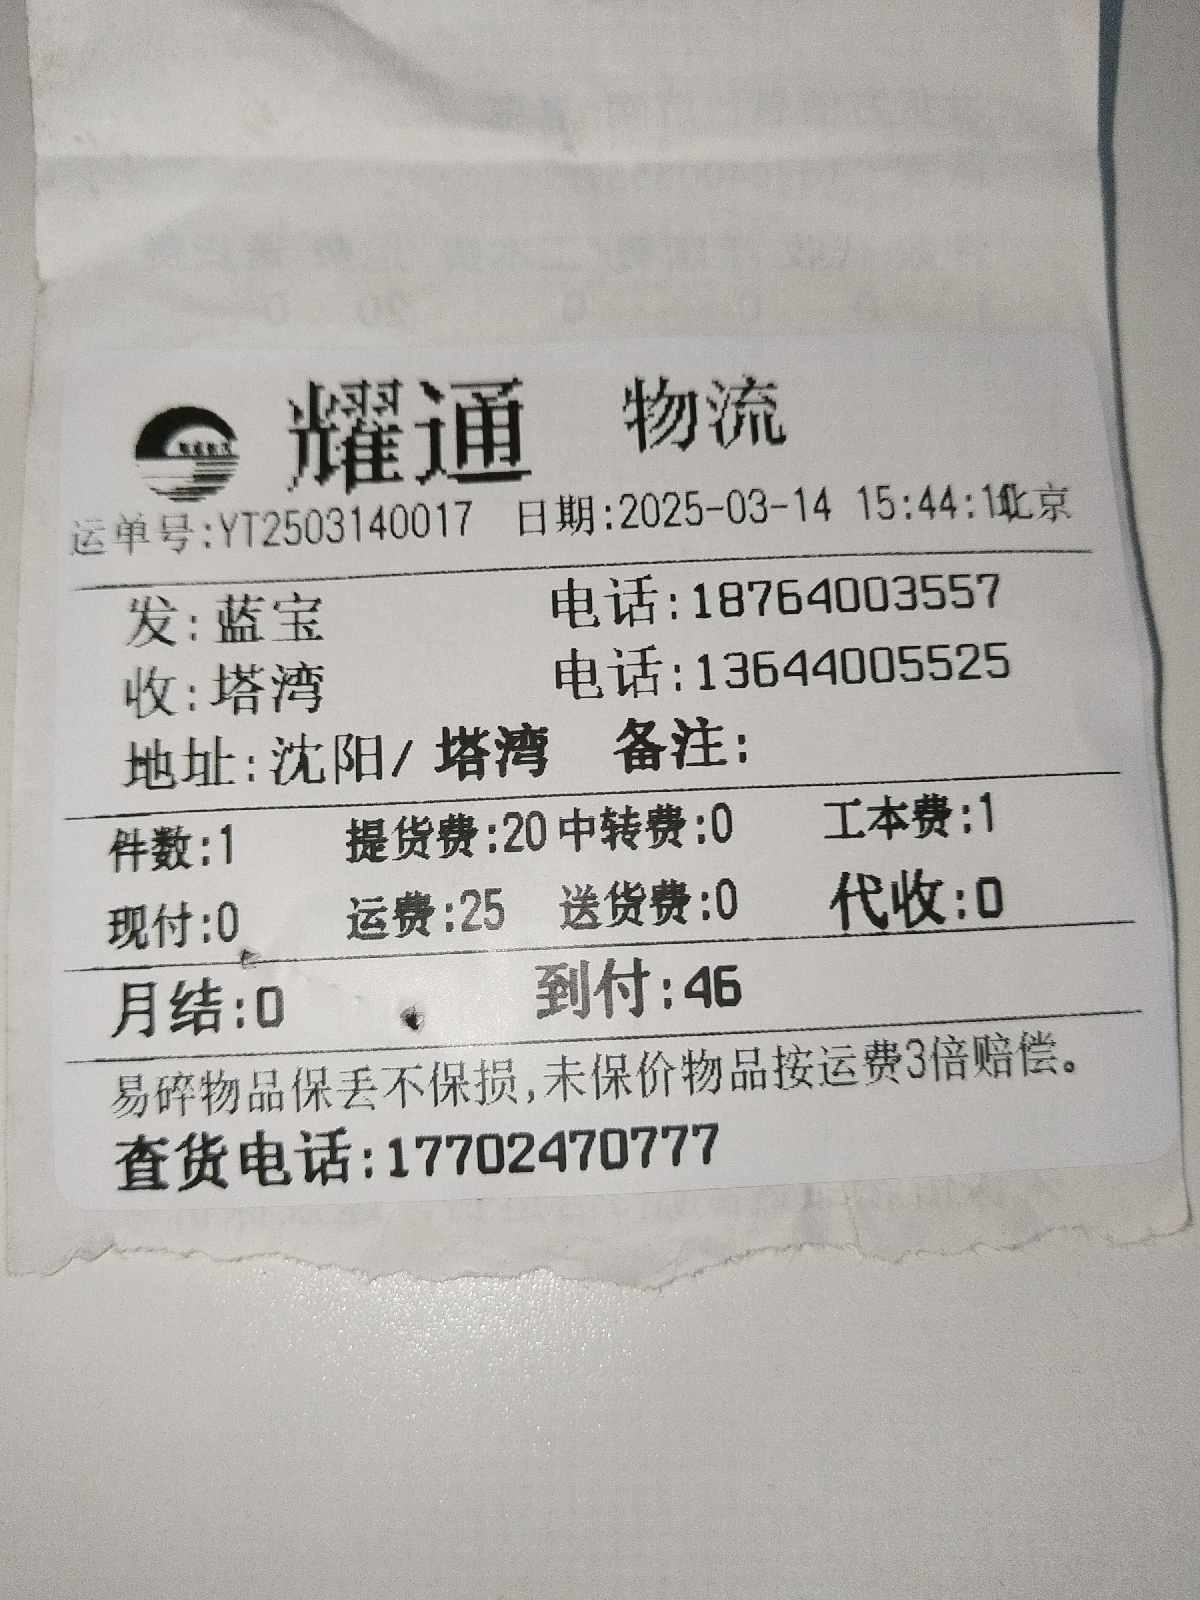 耀通 物流
运单号:YT2503140017 日期:2025-03-14 15:44:10北京
发:蓝宝 电话:18764003557
收:塔湾 电话:13644005525
地址:沈阳/ 塔湾 备注:
件数:1 提货费:20 中转费:0 工本费:1
现付:0 运费:25 送货费:0 代收:0
月结:0 到付:46
易碎物品保丢不保损,未保价物品按运费3倍赔偿。
查货电话:17702470777